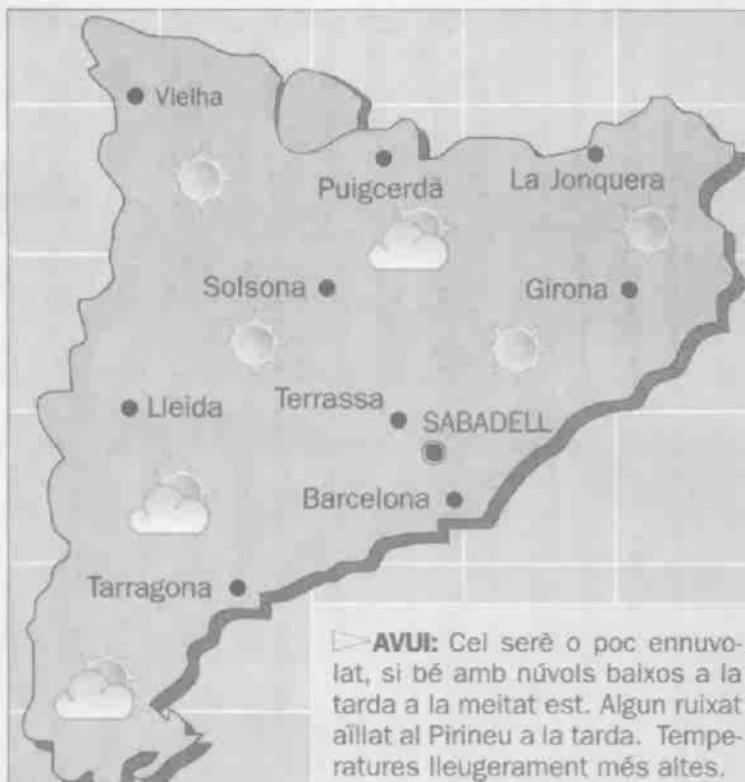 Vielha
Puigcerdà
La Jonquera
Solsona
Girona
Lleida
Terrassa
SABADELL
Barcelona
Tarragona
AVUI: Cel serè o poc ennuvo-
lat, si bé amb núvols baixos a la
tarda a la meitat est. Algun ruixat
aïllat al Pirineu a la tarda. Tempe-
ratures lleugerament més altes.